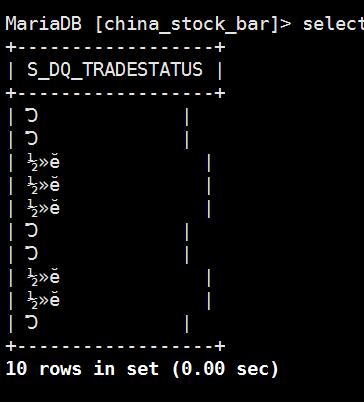 MariaDB [china_stock_bar]> select
+------------------+
| S_DQ_TRADESTATUS |
+------------------+
| Ͻ |
| Ͻ |
| ½»ě |
| ½»ě |
| ½»ě |
| Ͻ |
| Ͻ |
| ½»ě |
| ½»ě |
| Ͻ |
+------------------+
10 rows in set (0.00 sec)